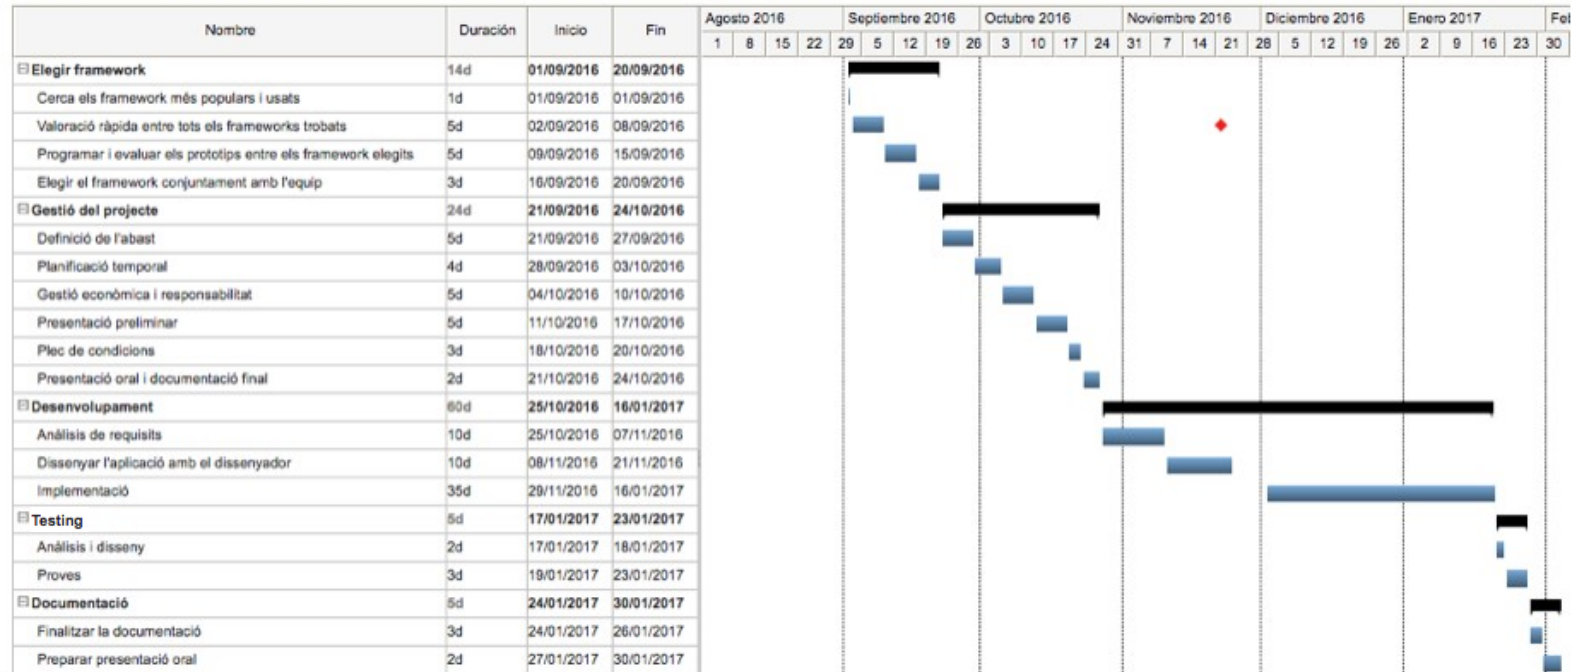 Nombre Duración Inicio Fin Agosto 2016 Septiembre 2016 Octubre 2016 Noviembre 2016 Diciembre 2016 Enero 2017 Feb
1 8 15 22 29 5 12 19 26 3 10 17 24 31 7 14 21 28 5 12 19 26 2 9 16 23 30
Elegir framework 14d 01/09/2016 20/09/2016
Cerca els framework més populars i usats 1d 01/09/2016 01/09/2016
Valoració ràpida entre tots els frameworks trobats 5d 02/09/2016 08/09/2016
Programar i evaluar els prototips entre els framework elegits 5d 09/09/2016 15/09/2016
Elegir el framework conjuntament amb l'equip 3d 16/09/2016 20/09/2016
Gestió del projecte 24d 21/09/2016 24/10/2016
Definició de l'abast 5d 21/09/2016 27/09/2016
Planificació temporal 4d 28/09/2016 03/10/2016
Gestió econòmica i responsabilitat 5d 04/10/2016 10/10/2016
Presentació preliminar 5d 11/10/2016 17/10/2016
Plec de condicions 3d 18/10/2016 20/10/2016
Presentació oral i documentació final 2d 21/10/2016 24/10/2016
Desenvolupament 60d 25/10/2016 16/01/2017
Anàlisis de requisits 10d 25/10/2016 07/11/2016
Dissenyar l'aplicació amb el dissenyador 10d 08/11/2016 21/11/2016
Implementació 35d 29/11/2016 16/01/2017
Testing 5d 17/01/2017 23/01/2017
Anàlisis i disseny 2d 17/01/2017 18/01/2017
Proves 3d 19/01/2017 23/01/2017
Documentació 5d 24/01/2017 30/01/2017
Finalitzar la documentació 3d 24/01/2017 26/01/2017
Preparar presentació oral 2d 27/01/2017 30/01/2017